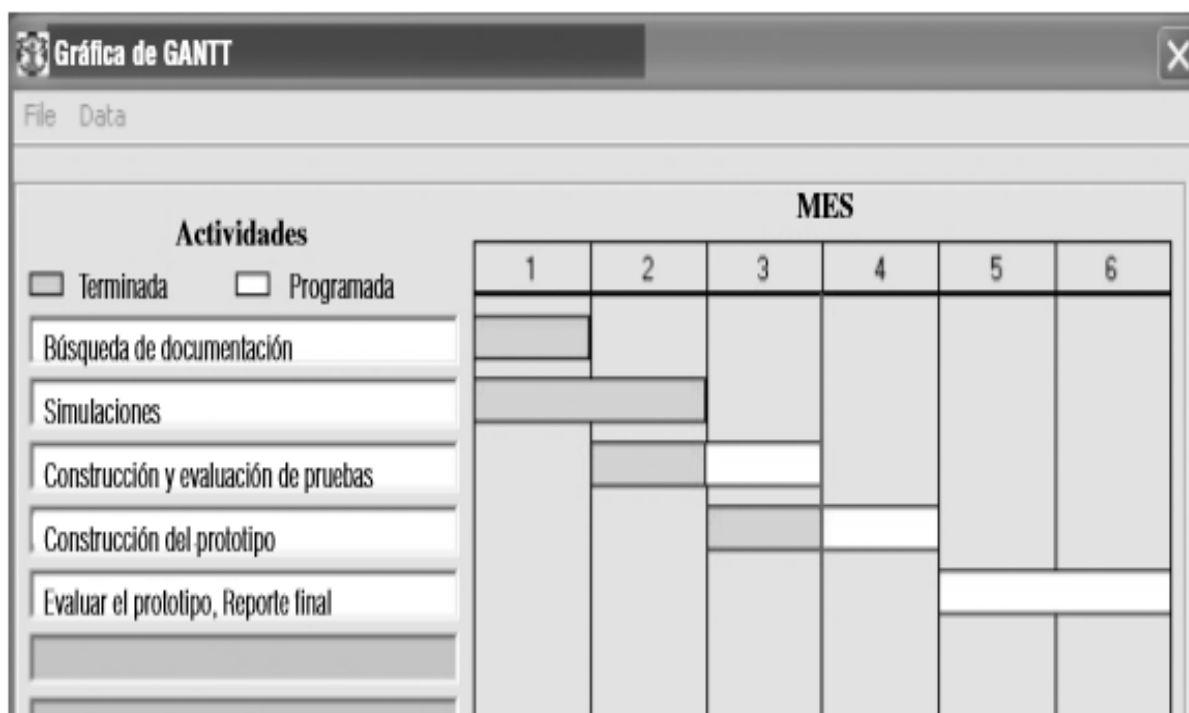 Gráfica de GANTT
File Data
MES
Actividades
Terminada Programada
1 2 3 4 5 6
Búsqueda de documentación
Simulaciones
Construcción y evaluación de pruebas
Construcción del prototipo
Evaluar el prototipo, Reporte final